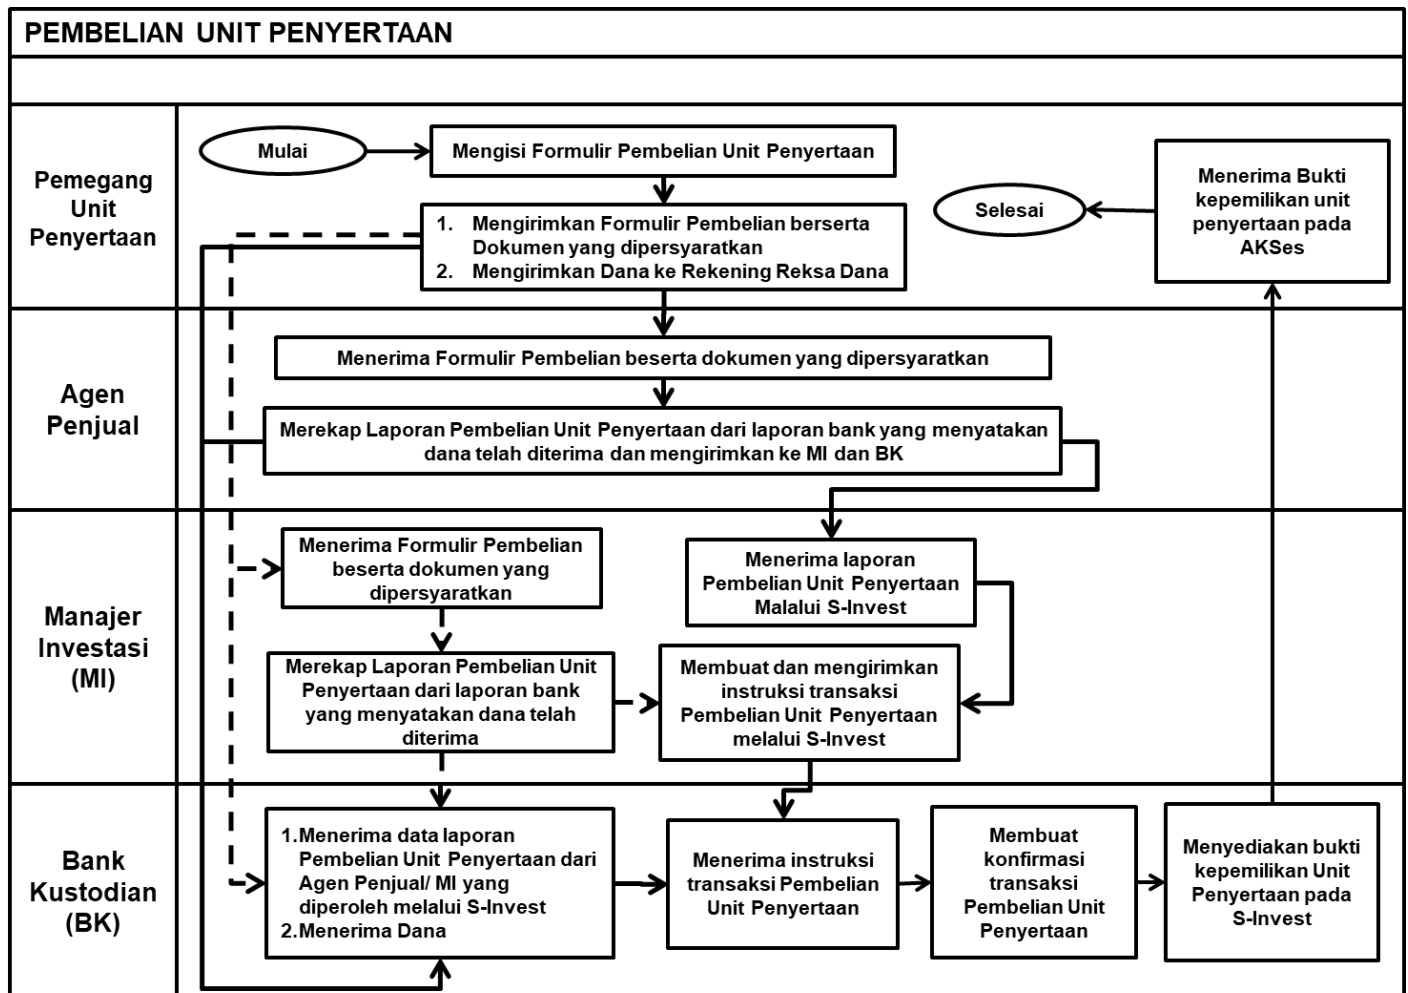 PEMBELIAN UNIT PENYERTAAN
Pemegang
Unit
Penyertaan
Mulai
Mengisi Formulir Pembelian Unit Penyertaan
1. Mengirimkan Formulir Pembelian berserta
Dokumen yang dipersyaratkan
2. Mengirimkan Dana ke Rekening Reksa Dana
Selesai
Menerima Bukti
kepemilikan unit
penyertaan pada
AKSes
Agen
Penjual
Menerima Formulir Pembelian beserta dokumen yang dipersyaratkan
Merekap Laporan Pembelian Unit Penyertaan dari laporan bank yang menyatakan
dana telah diterima dan mengirimkan ke MI dan BK
Manajer
Investasi
(MI)
Menerima Formulir Pembelian
beserta dokumen yang
dipersyaratkan
Menerima laporan
Pembelian Unit Penyertaan
Malalui S-Invest
Merekap Laporan Pembelian Unit
Penyertaan dari laporan bank
yang menyatakan dana telah
diterima
Membuat dan mengirimkan
instruksi transaksi
Pembelian Unit Penyertaan
melalui S-Invest
Bank
Kustodian
(BK)
1.Menerima data laporan
Pembelian Unit Penyertaan dari
Agen Penjual/ MI yang
diperoleh melalui S-Invest
2.Menerima Dana
Menerima instruksi
transaksi Pembelian
Unit Penyertaan
Membuat
konfirmasi
transaksi
Pembelian Unit
Penyertaan
Menyediakan bukti
kepemilikan Unit
Penyertaan pada
S-Invest